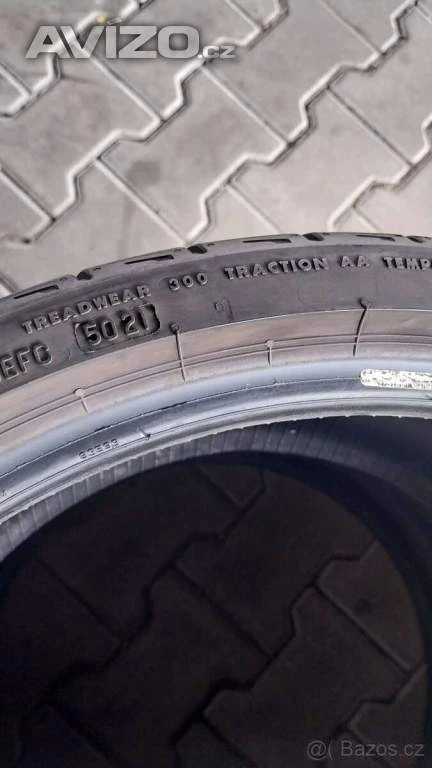 AVIZO.cz
TREADWEAR 300 TRACTION AA TEMP
EFC 5021
Bazos.cz